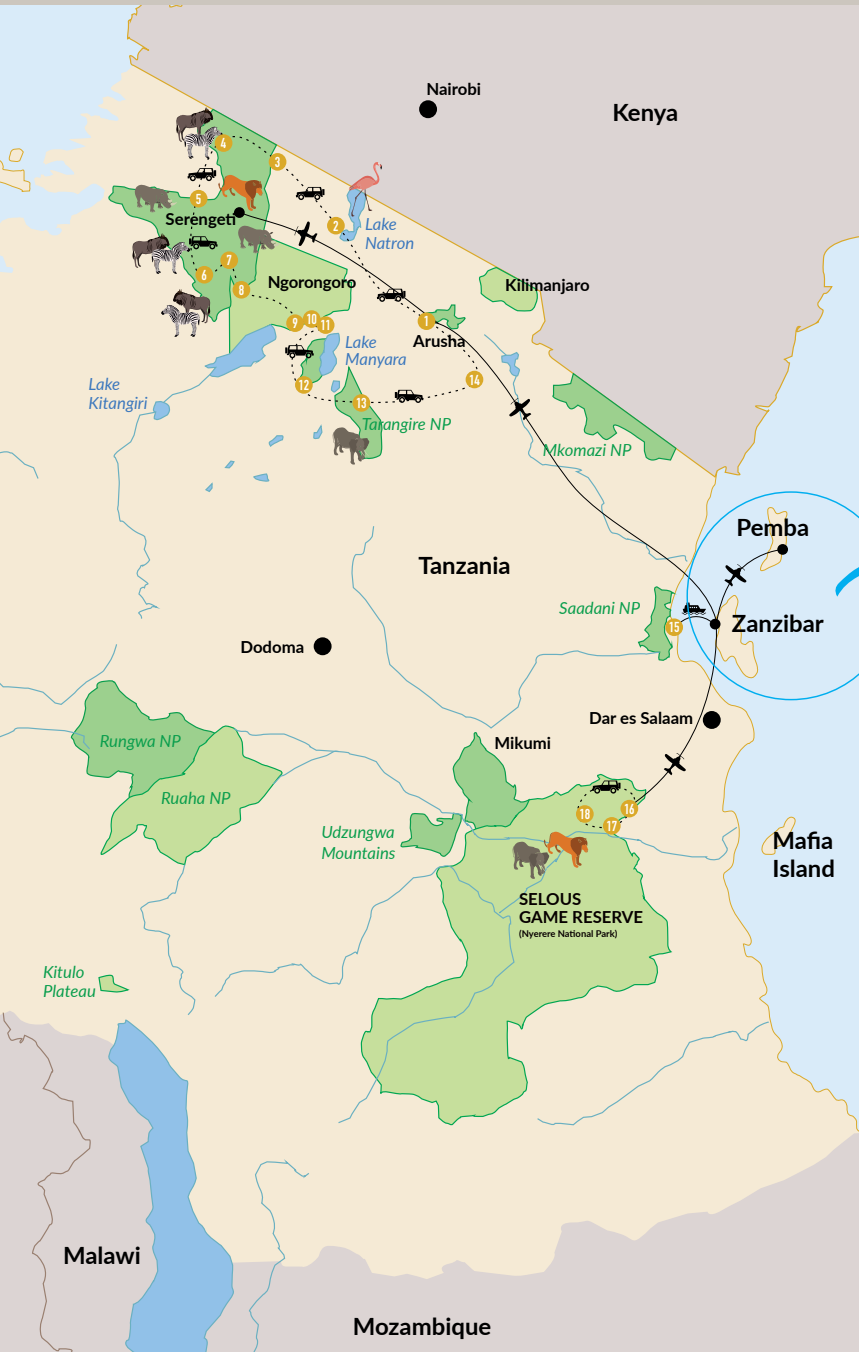 Nairobi
Kenya
4
3
5
Serengeti
2
Lake
Natron
7
6
8
Ngorongoro
Kilimanjaro
9
10
11
1
Arusha
Lake
Manyara
Lake
Kitangiri
12
13
14
Tarangire NP
Mkomazi NP
Pemba
Tanzania
Saadani NP
15
Zanzibar
Dodoma
Dar es Salaam
Rungwa NP
Mikumi
Ruaha NP
18
16
17
Udzungwa
Mountains
Mafia
Island
SELOUS
GAME RESERVE
(Nyerere National Park)
Kitulo
Plateau
Malawi
Mozambique